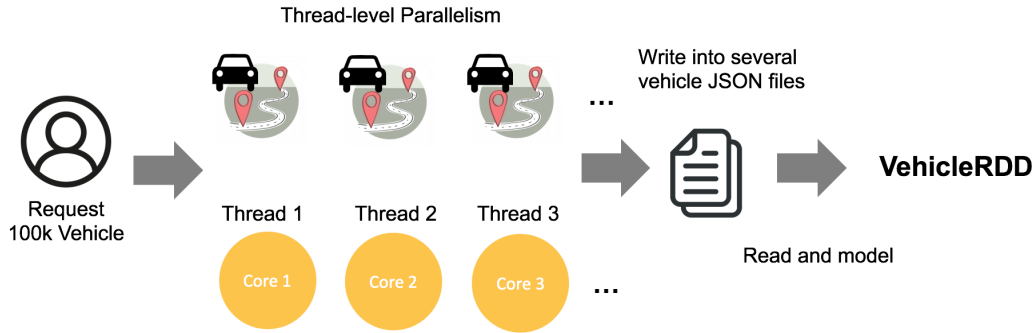 Thread-level Parallelism
Write into several
vehicle JSON files
...
VehicleRDD
Request
100k Vehicle
Thread 1
Thread 2
Thread 3
Read and model
Core 1
Core 2
Core 3
...